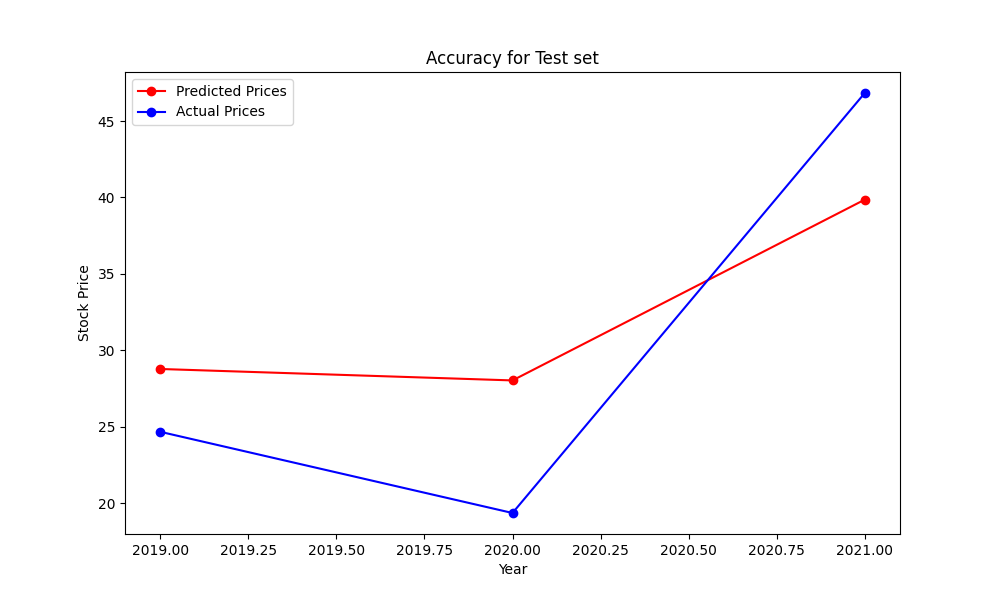 Accuracy for Test set
Predicted Prices
Actual Prices
Stock Price
45
40
35
30
25
20
2019.00 2019.25 2019.50 2019.75 2020.00 2020.25 2020.50 2020.75 2021.00
Year